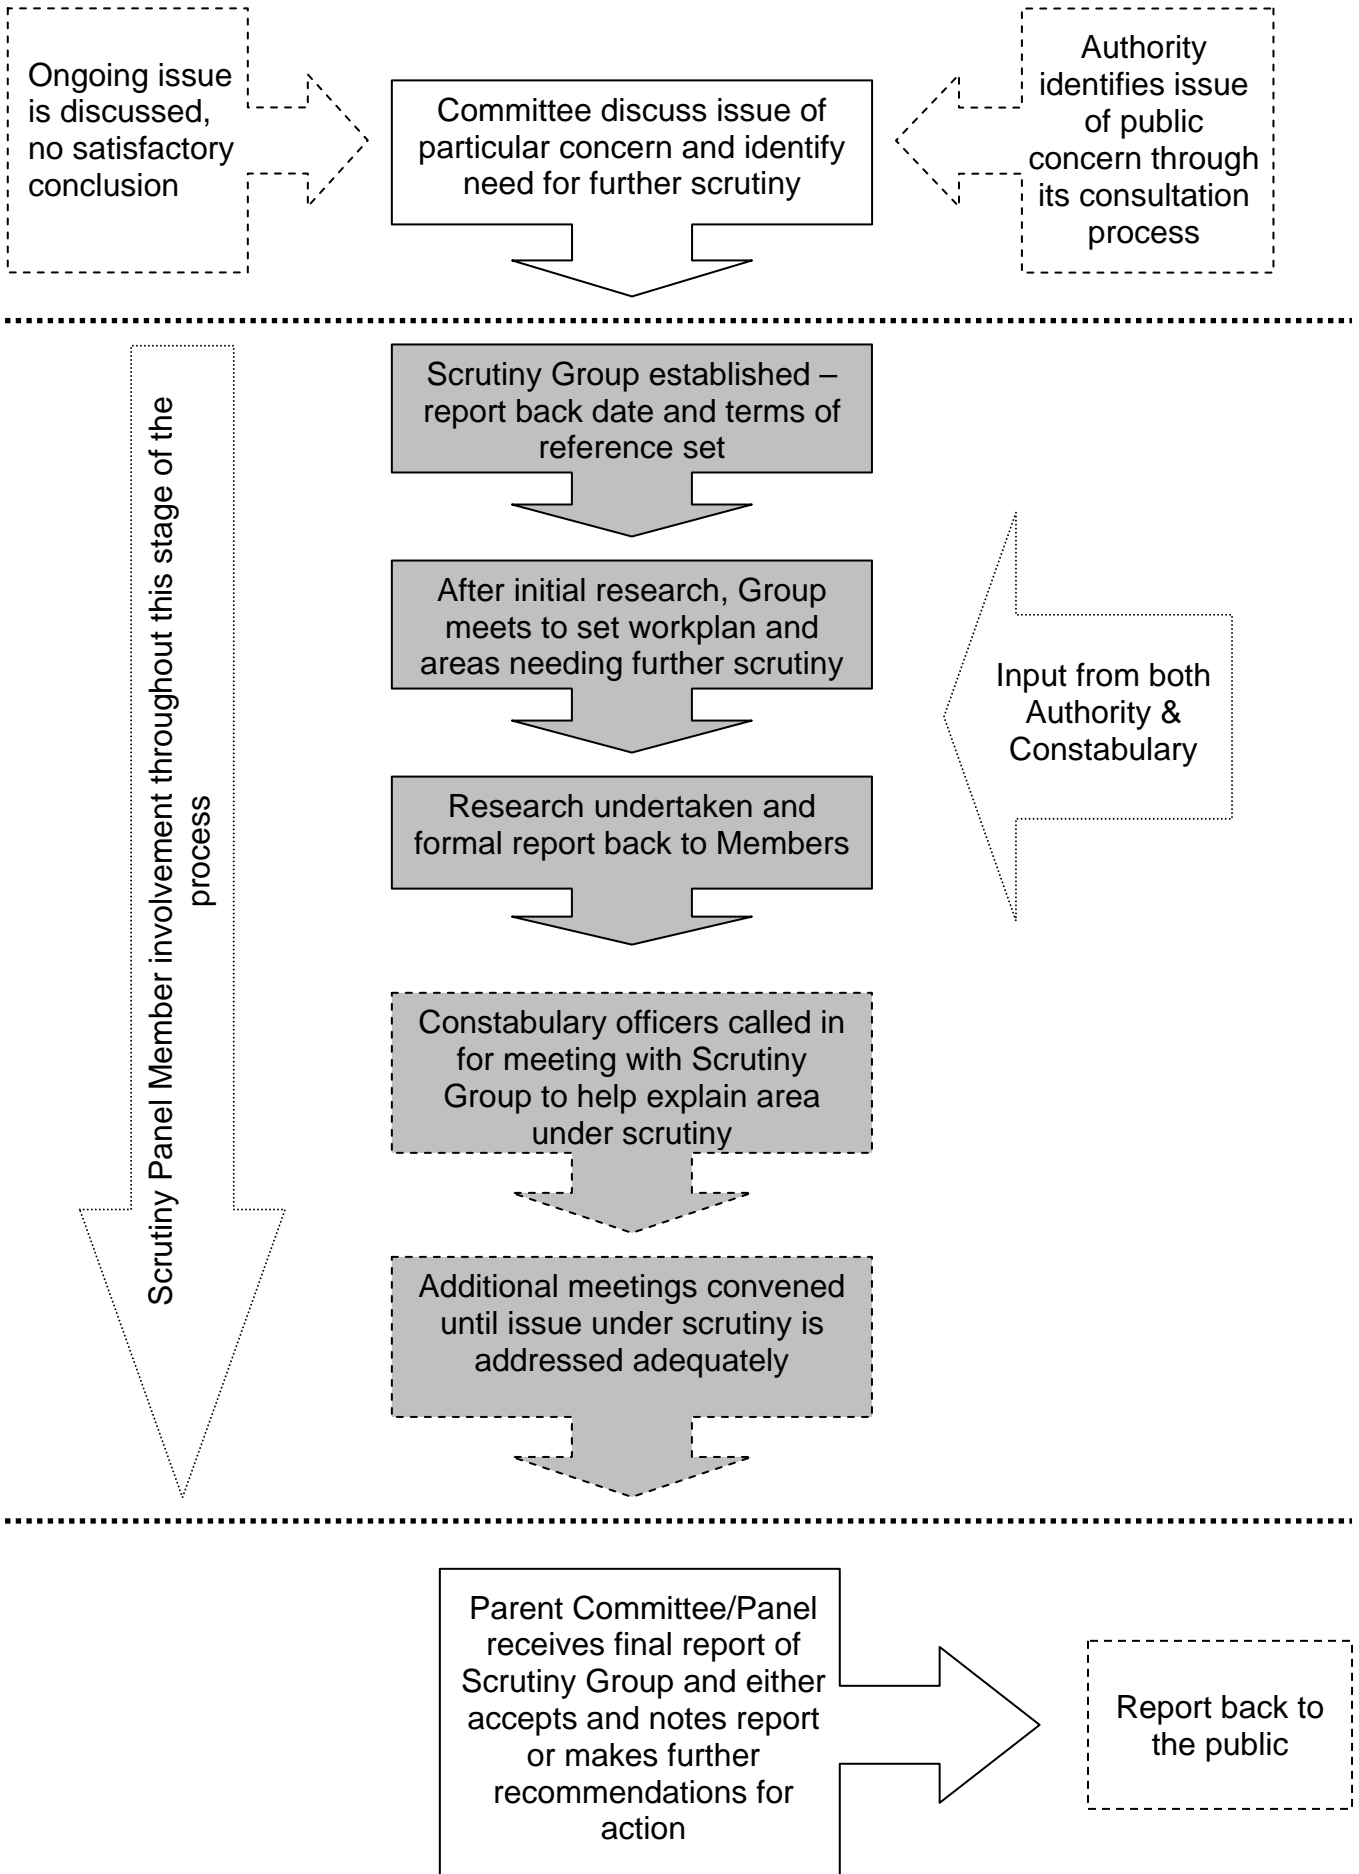 Ongoing issue
is discussed,
no satisfactory
conclusion
Committee discuss issue of
particular concern and identify
need for further scrutiny
Authority
identifies issue
of public
concern through
its consultation
process
Scrutiny Panel Member involvement throughout this stage of the
process
Scrutiny Group established –
report back date and terms of
reference set
After initial research, Group
meets to set workplan and
areas needing further scrutiny
Input from both
Authority &
Constabulary
Research undertaken and
formal report back to Members
Constabulary officers called in
for meeting with Scrutiny
Group to help explain area
under scrutiny
Additional meetings convened
until issue under scrutiny is
addressed adequately
Parent Committee/Panel
receives final report of
Scrutiny Group and either
accepts and notes report
or makes further
recommendations for
action
Report back to
the public